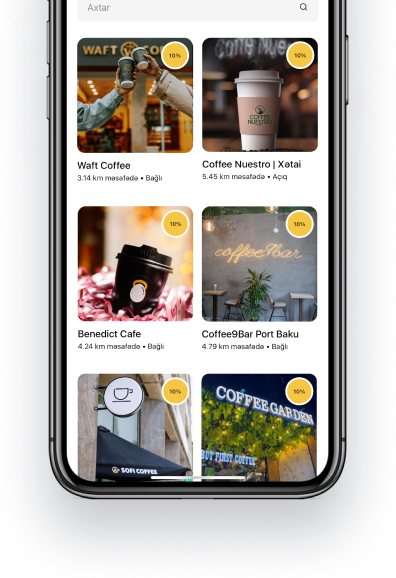 Axtar
WAFT CO
10%
Coffee Nue
10%
COFFEE
NUESTRO
Waft Coffee
3.14 km məsafədə • Bağlı
Coffee Nuestro | Xətai
5.45 km məsafədə • Açıq
10%
10%
coffee9bar
Benedict Cafe
4.24 km məsafədə • Bağlı
Coffee9Bar Port Baku
4.79 km məsafədə • Bağlı
10%
10%
COFFEE GARDEN
BUT FIRST COFFEE
SOFI COFFEE